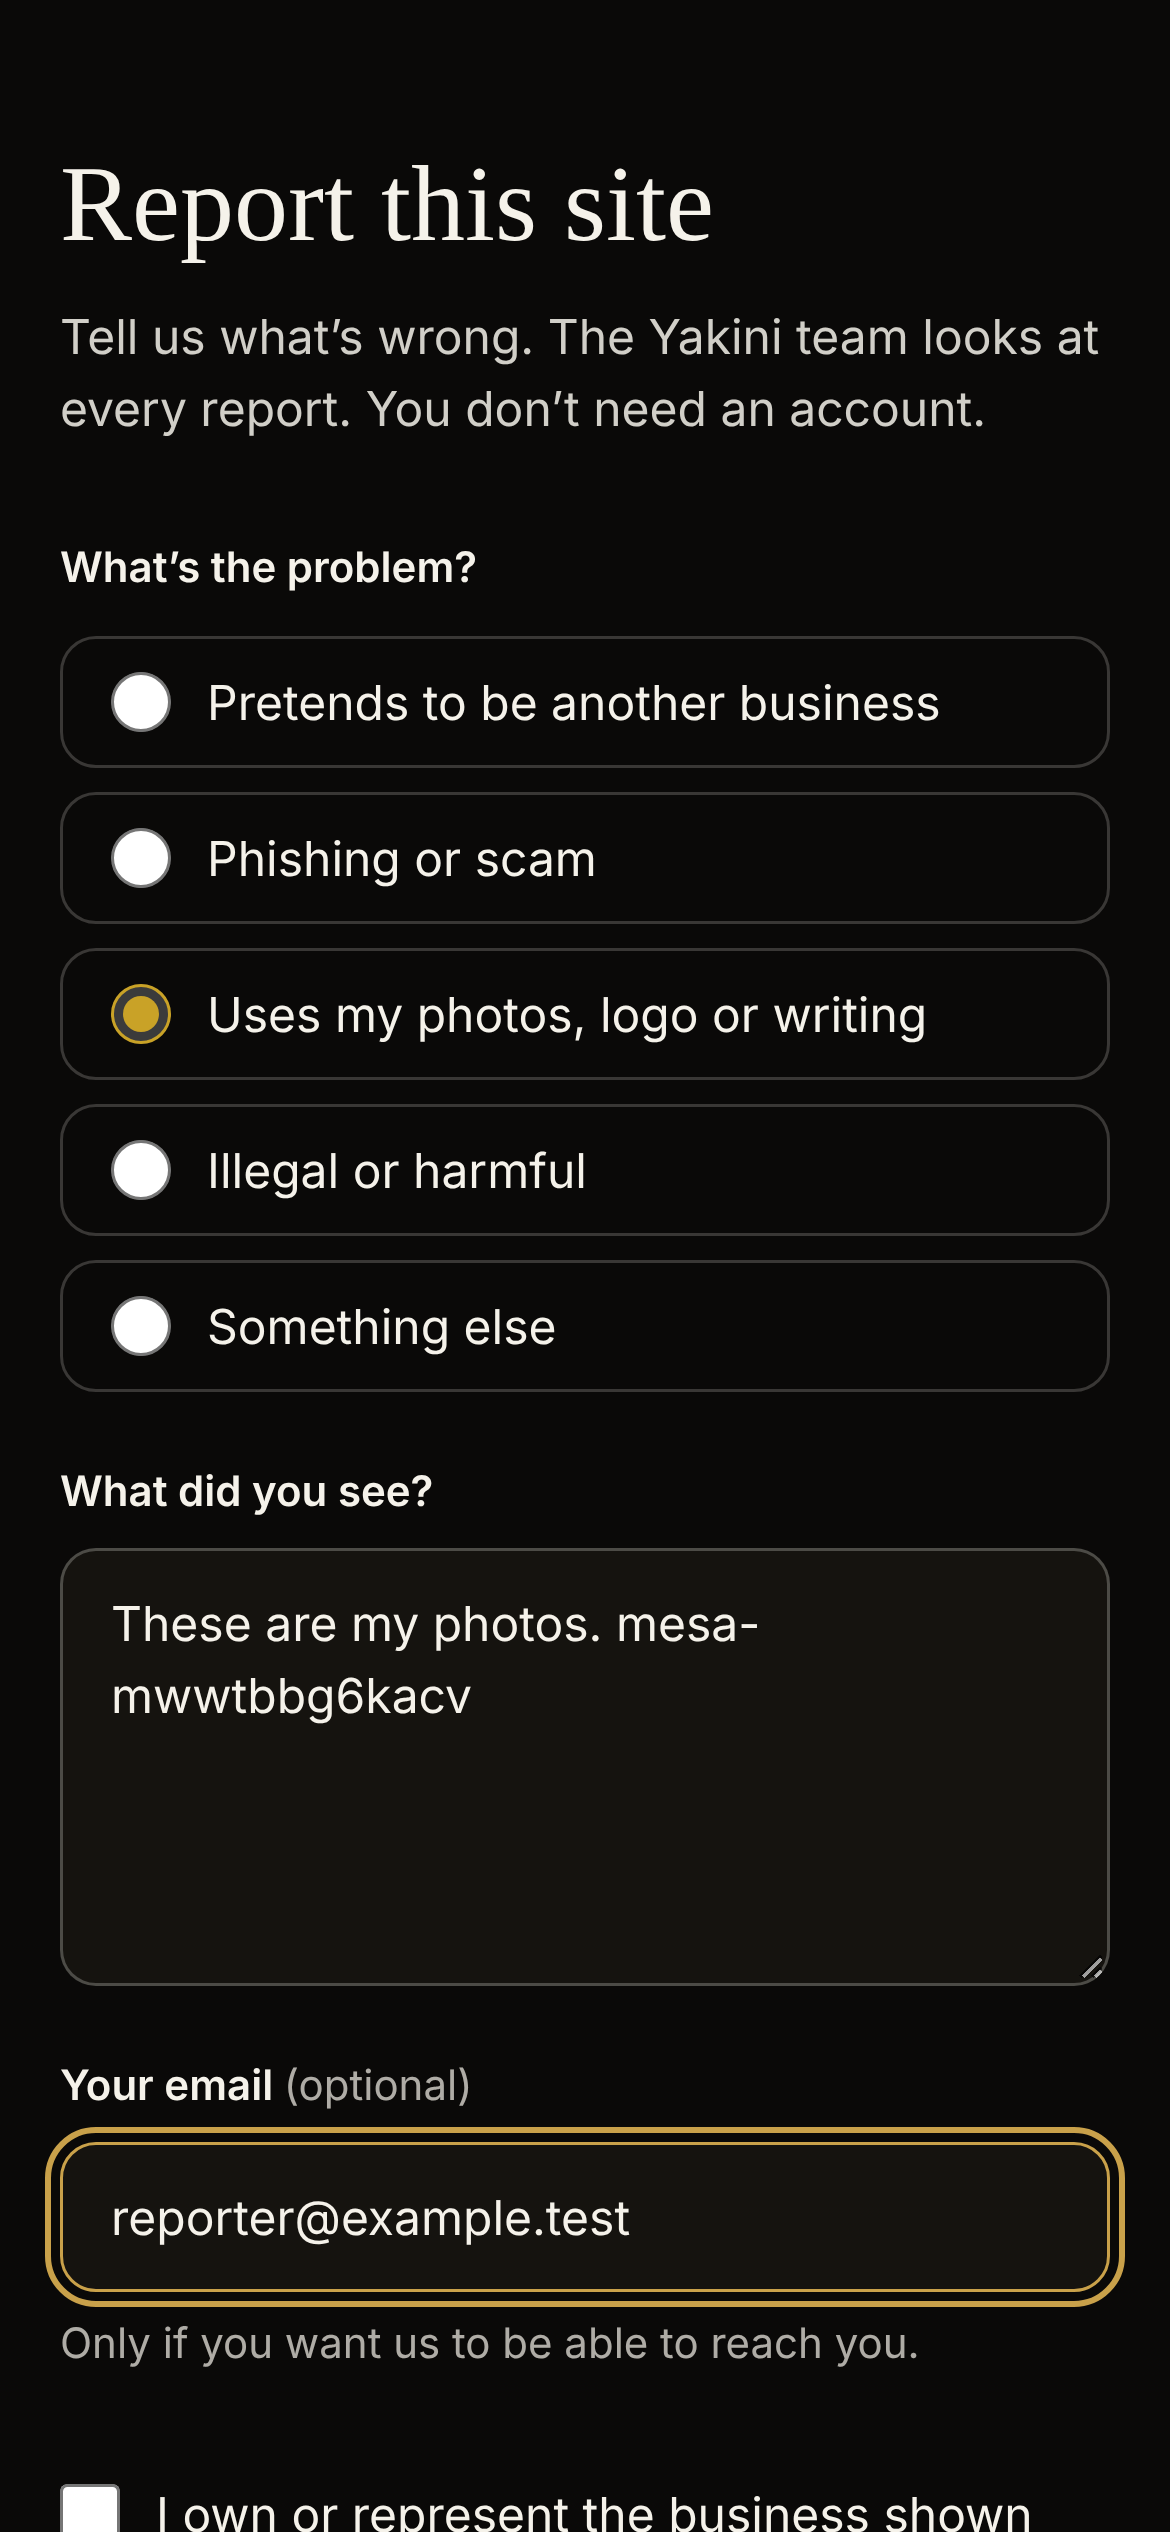 Report this site
Tell us what’s wrong. The Yakini team looks at
every report. You don’t need an account.
What’s the problem?
Pretends to be another business
Phishing or scam
Uses my photos, logo or writing
Illegal or harmful
Something else
What did you see?
These are my photos. mesa-
mwwtbbg6kacv
Your email (optional)
reporter@example.test
Only if you want us to be able to reach you.
I own or represent the business shown